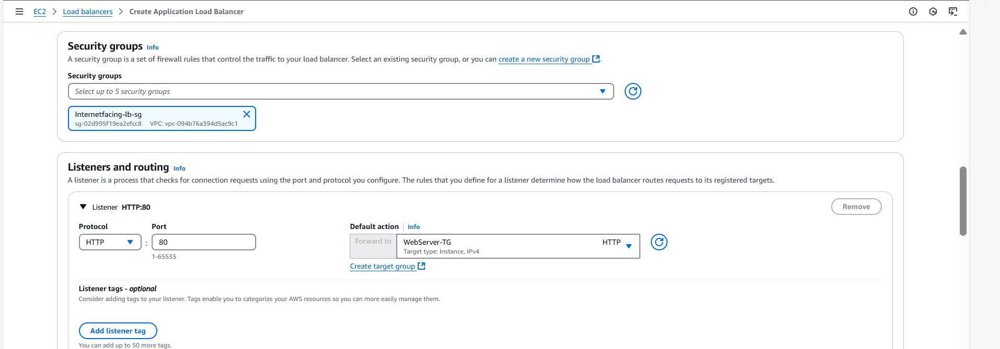 EC2 > Load balancers > Create Application Load Balancer
Security groups Info
A security group is a set of firewall rules that control the traffic to your load balancer. Select an existing security group, or you can create a new security group.
Security groups
Select up to 5 security groups
Internetfacing-lb-sg
sg-02d995f19ea2efcc8 VPC: vpc-094b76a394d5ac9c1
Listeners and routing Info
A listener is a process that checks for connection requests using the port and protocol you configure. The rules that you define for a listener determine how the load balancer routes requests to its registered targets.
Listener HTTP:80
Remove
Protocol
Port
Default action Info
HTTP
:
80
1-65535
Forward to
WebServer-TG
HTTP
Target type: Instance, IPv4
Create target group
Listener tags - optional
Consider adding tags to your listener. Tags enable you to categorize your AWS resources so you can more easily manage them.
Add listener tag
You can add up to 50 more tags.